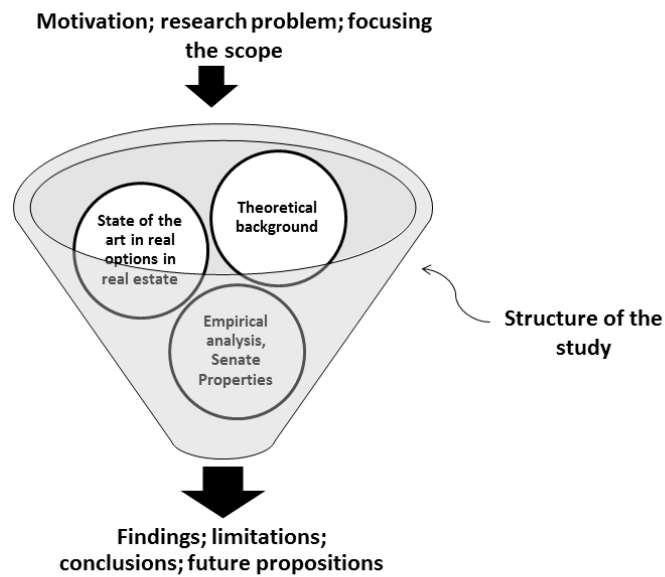 Motivation; research problem; focusing
the scope
Theoretical
background
State of the
art in real
options in
real estate
Empirical
analysis,
Senate
Properties
Structure of the
study
Findings; limitations;
conclusions; future propositions